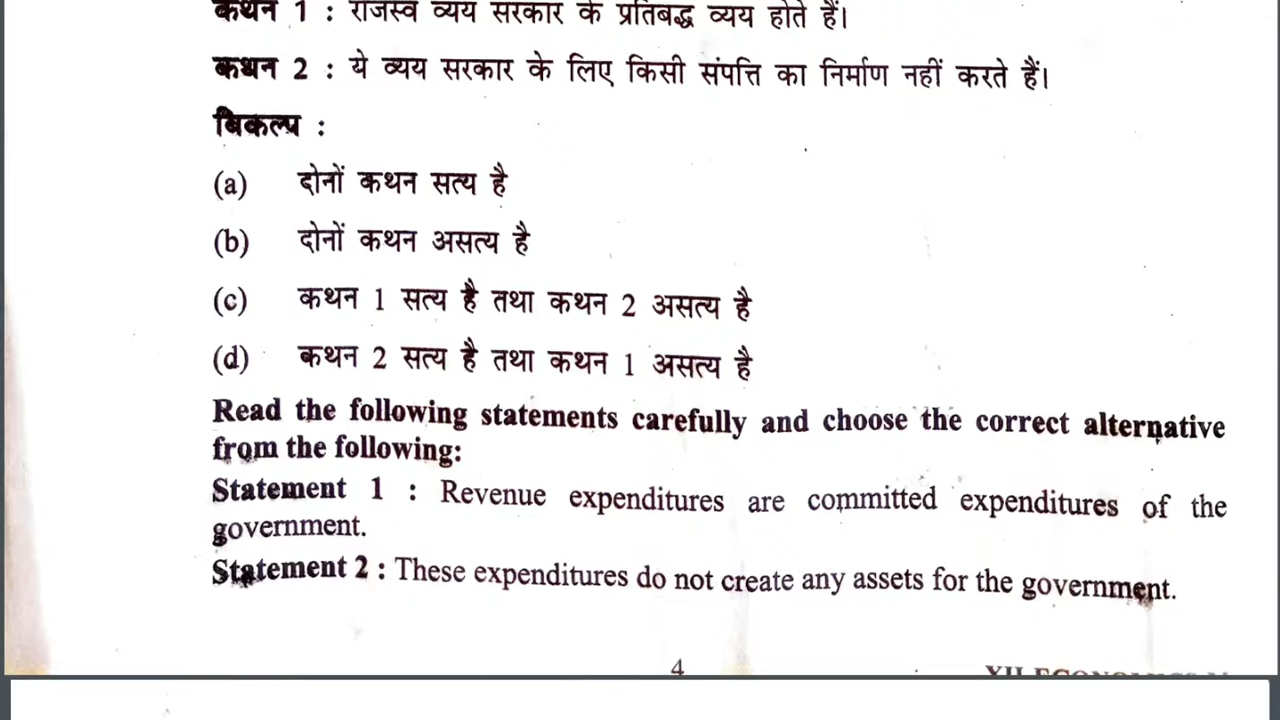 कथन 1 : राजस्व व्यय सरकार के प्रतिबद्ध व्यय होते हैं।
कथन 2 : ये व्यय सरकार के लिए किसी संपत्ति का निर्माण नहीं करते हैं।
विकल्प :
(a) दोनों कथन सत्य है
(b) दोनों कथन असत्य है
(c) कथन 1 सत्य है तथा कथन 2 असत्य है
(d) कथन 2 सत्य है तथा कथन 1 असत्य है
Read the following statements carefully and choose the correct alternative
from the following:
Statement 1 : Revenue expenditures are committed expenditures of the
government.
Statement 2 : These expenditures do not create any assets for the government.
4
XII ECONOMICS